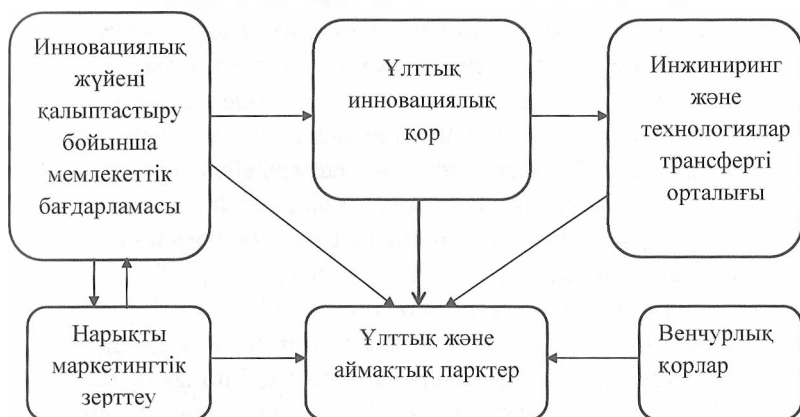 Инновациялық
жүйені
қалыптастыру
бойынша
мемлекеттік
бағдарламасы
Ұлттық
инновациялық
қор
Инжиниринг
және
технологиялар
трансферті
орталығы
Нарықты
маркетингтік
зерттеу
Ұлттық және
аймақтық парктер
Венчурлық
қорлар